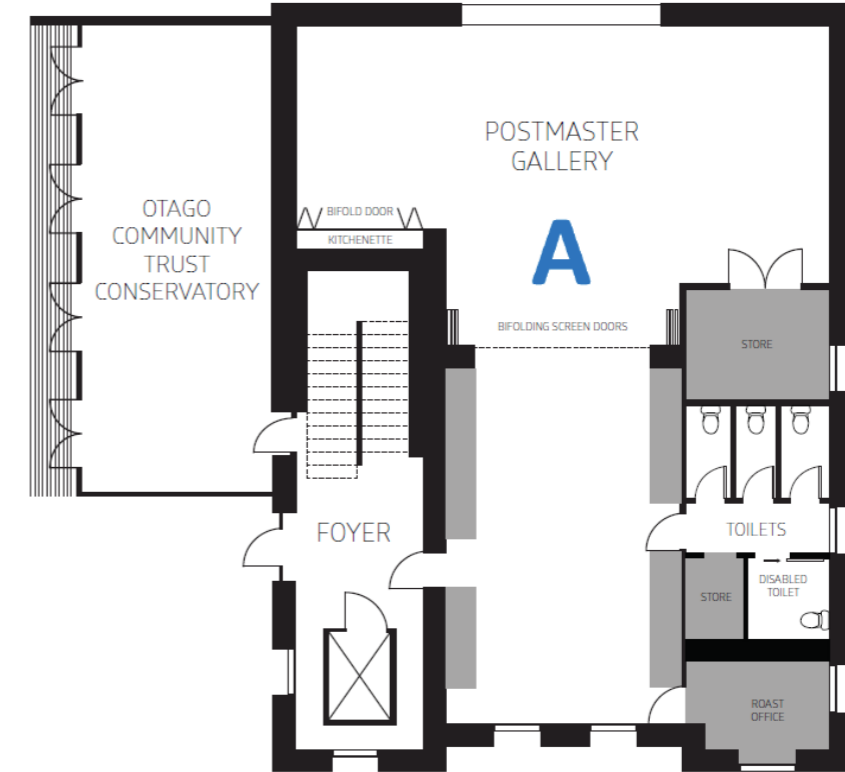 POSTMASTER
GALLERY
OTAGO
COMMUNITY
TRUST
CONSERVATORY
BIFOLD DOOR
KITCHENETTE
A
BIFOLDING SCREEN DOORS
STORE
FOYER
TOILETS
DISABLED
TOILET
STORE
ROAST
OFFICE